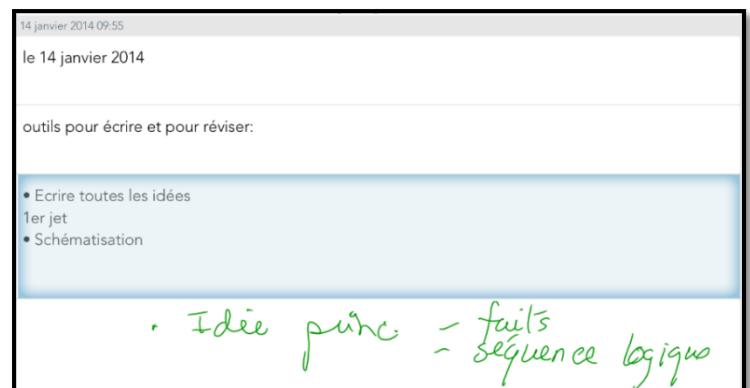 14 janvier 2014 09:55
le 14 janvier 2014
outils pour écrire et pour réviser:
• Ecrire toutes les idées
1er jet
• Schématisation
• Idée princ. – faits
– séquence logique